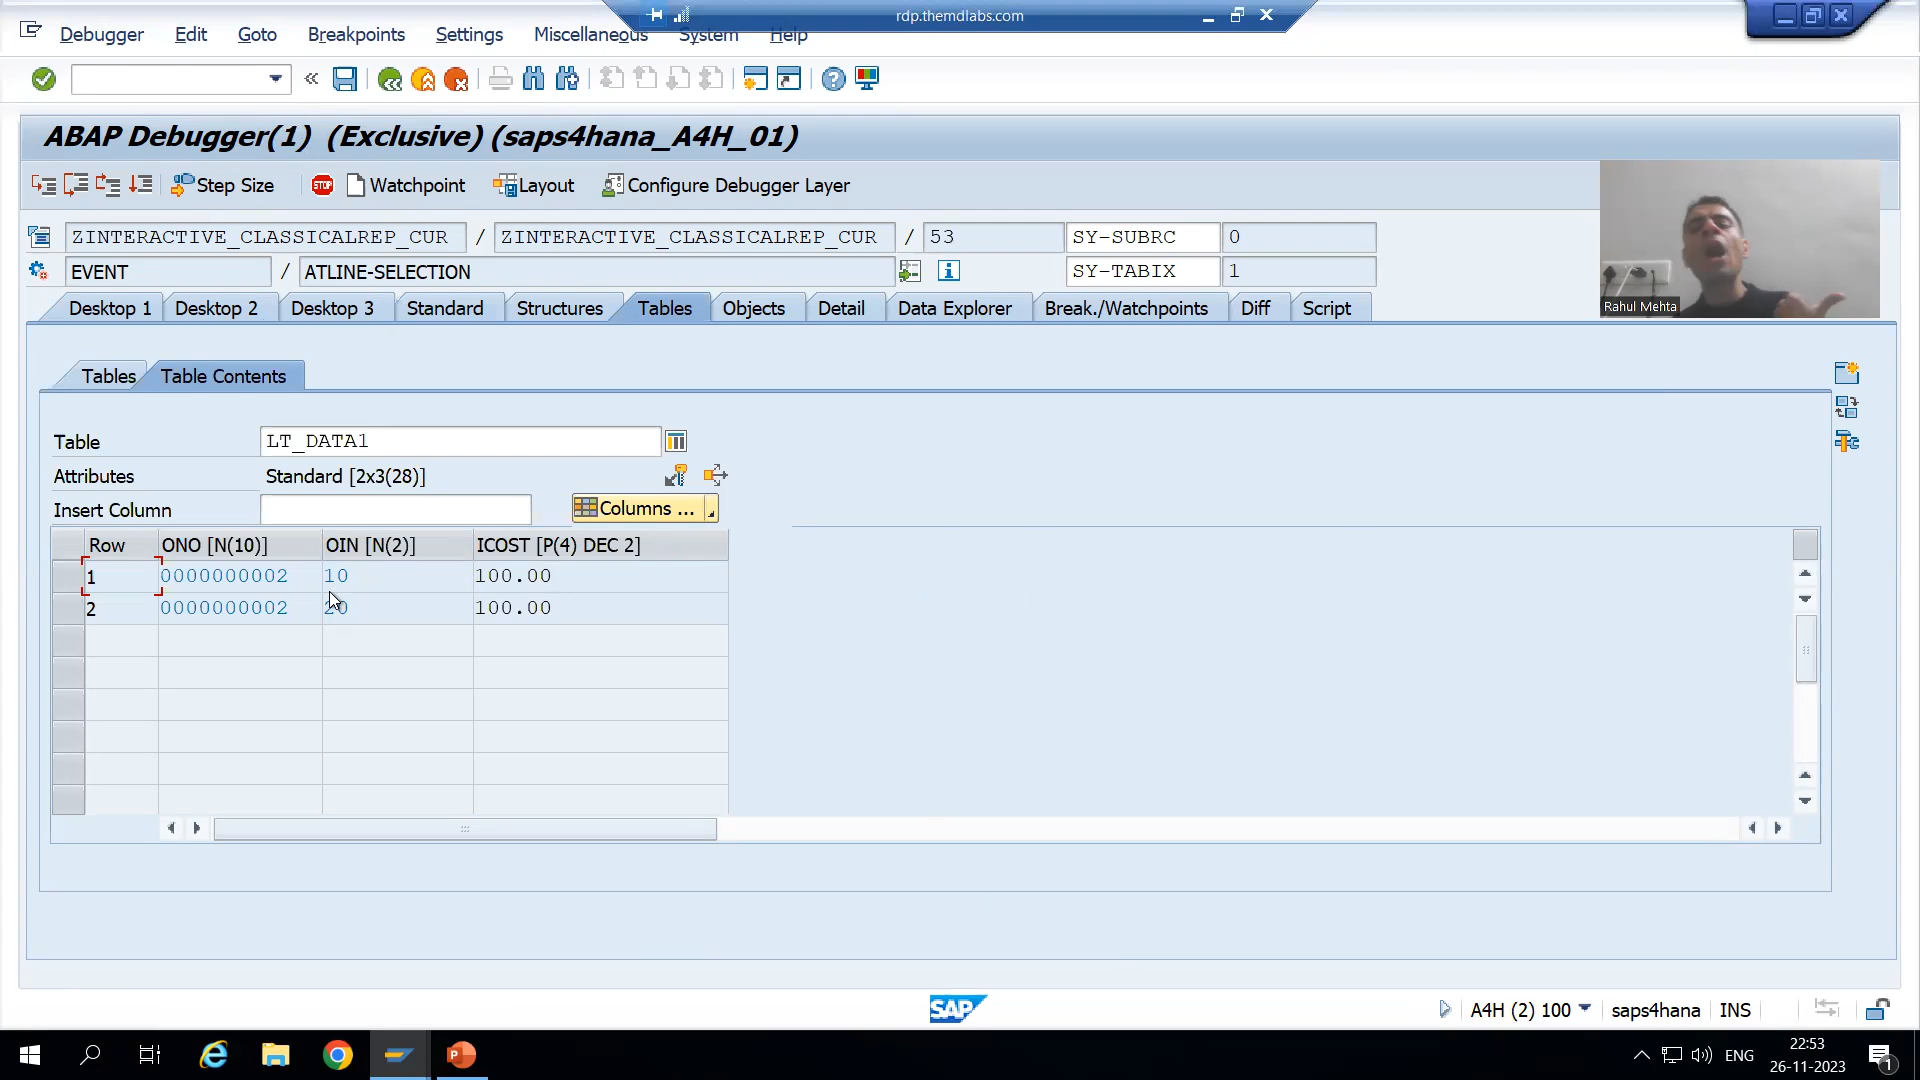 rdp.themdlabs.com
Debugger Edit Goto Breakpoints Settings Miscellaneous System Help
ABAP Debugger(1) (Exclusive) (saps4hana_A4H_01)
Step Size STOP Watchpoint Layout Configure Debugger Layer
ZINTERACTIVE_CLASSICALREP_CUR / ZINTERACTIVE_CLASSICALREP_CUR / 53 SY-SUBRC 0
EVENT / ATLINE-SELECTION SY-TABIX 1
Rahul Mehta
Desktop 1 Desktop 2 Desktop 3 Standard Structures Tables Objects Detail Data Explorer Break./Watchpoints Diff Script
Tables Table Contents
Table LT_DATA1
Attributes Standard [2x3(28)]
Insert Column Columns ...
Row ONO [N(10)] OIN [N(2)] ICOST [P(4) DEC 2]
1 0000000002 10 100.00
2 0000000002 20 100.00
SAP
A4H (2) 100 saps4hana INS
22:53
ENG
26-11-2023
1